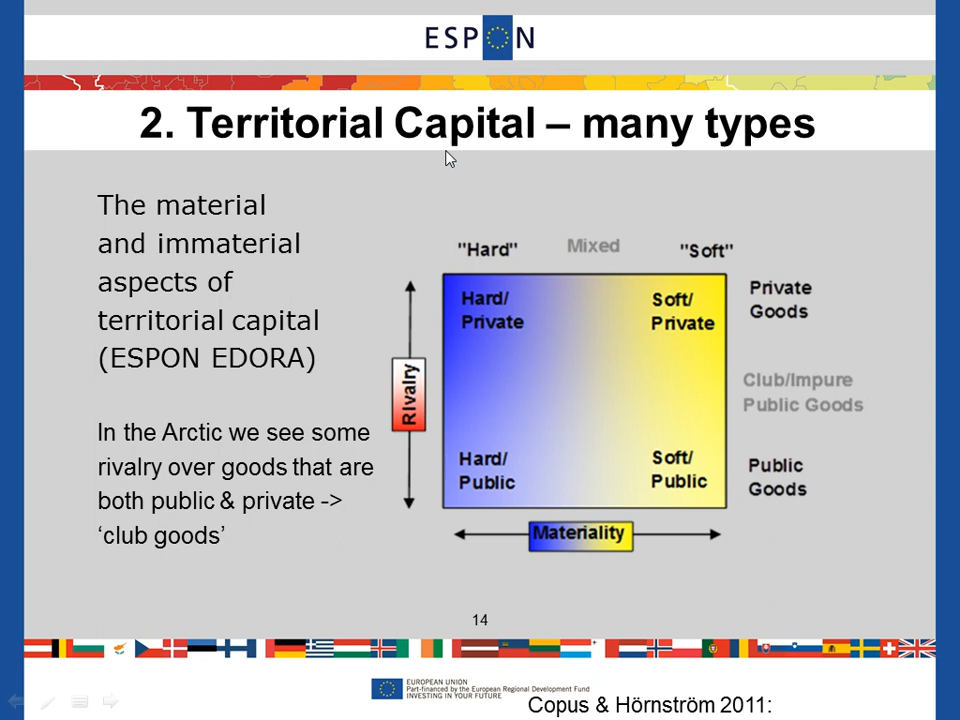 ESPON
2. Territorial Capital – many types
The material
and immaterial
aspects of
territorial capital
(ESPON EDORA)
In the Arctic we see some
rivalry over goods that are
both public & private ->
‘club goods’
"Hard" Mixed "Soft"
Hard/
Private
Soft/
Private
Private
Goods
Rivalry
Club/Impure
Public Goods
Hard/
Public
Soft/
Public
Public
Goods
Materiality
14
EUROPEAN UNION
Part-financed by the European Regional Development Fund
INVESTING IN YOUR FUTURE
Copus & Hörnström 2011: